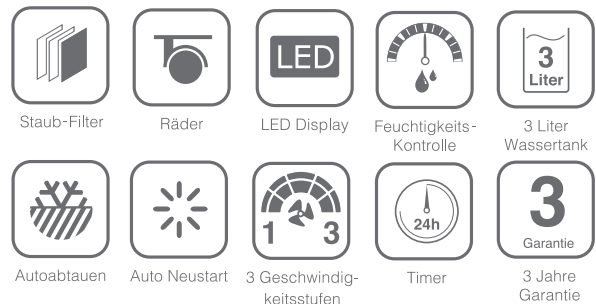 LED
3
Liter
Staub-Filter
Räder
LED Display
Feuchtigkeits-
Kontrolle
3 Liter
Wassertank
1 3
24h
3
Garantie
Autoabtauen
Auto Neustart
3 Geschwindig-
keitsstufen
Timer
3 Jahre
Garantie